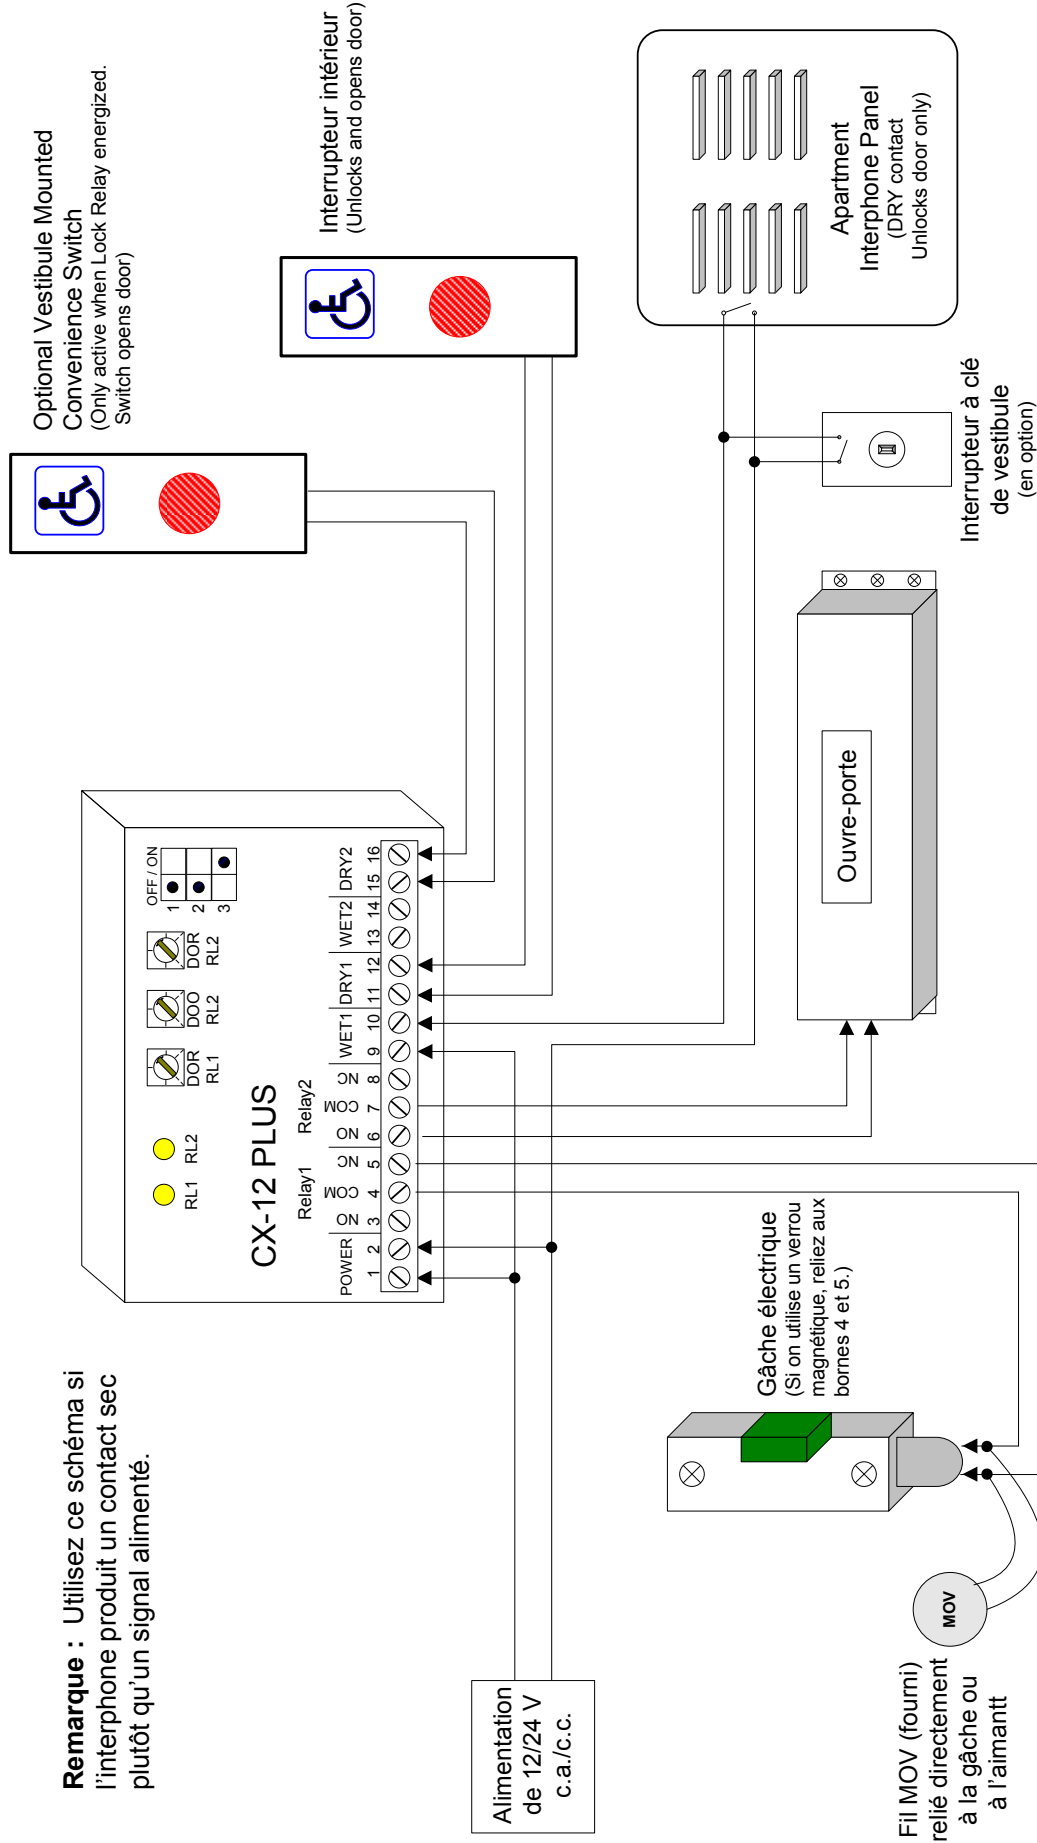 Remarque : Utilisez ce schéma si
l'interphone produit un contact sec
plutôt qu'un signal alimenté.
Optional Vestibule Mounted
Convenience Switch
(Only active when Lock Relay energized.
Switch opens door)
Interrupteur intérieur
(Unlocks and opens door)
RL1
RL2
DOR
RL1
DOO
RL2
DOR
RL2
OFF / ON
1
2
3
CX-12 PLUS
Relay1
Relay2
POWER
NO
COM
NC
NO
COM
NC
WET1
DRY1
WET2
DRY2
1
2
3
4
5
6
7
8
9
10
11
12
13
14
15
16
Alimentation
de 12/24 V
c.a./c.c.
Apartment
Interphone Panel
(DRY contact
Unlocks door only)
Gâche électrique
(Si on utilise un verrou
magnétique, reliez aux
bornes 4 et 5.)
Ouvre-porte
Interrupteur à clé
de vestibule
(en option)
MOV
Fil MOV (fourni)
relié directement
à la gâche ou
à l'aimantt